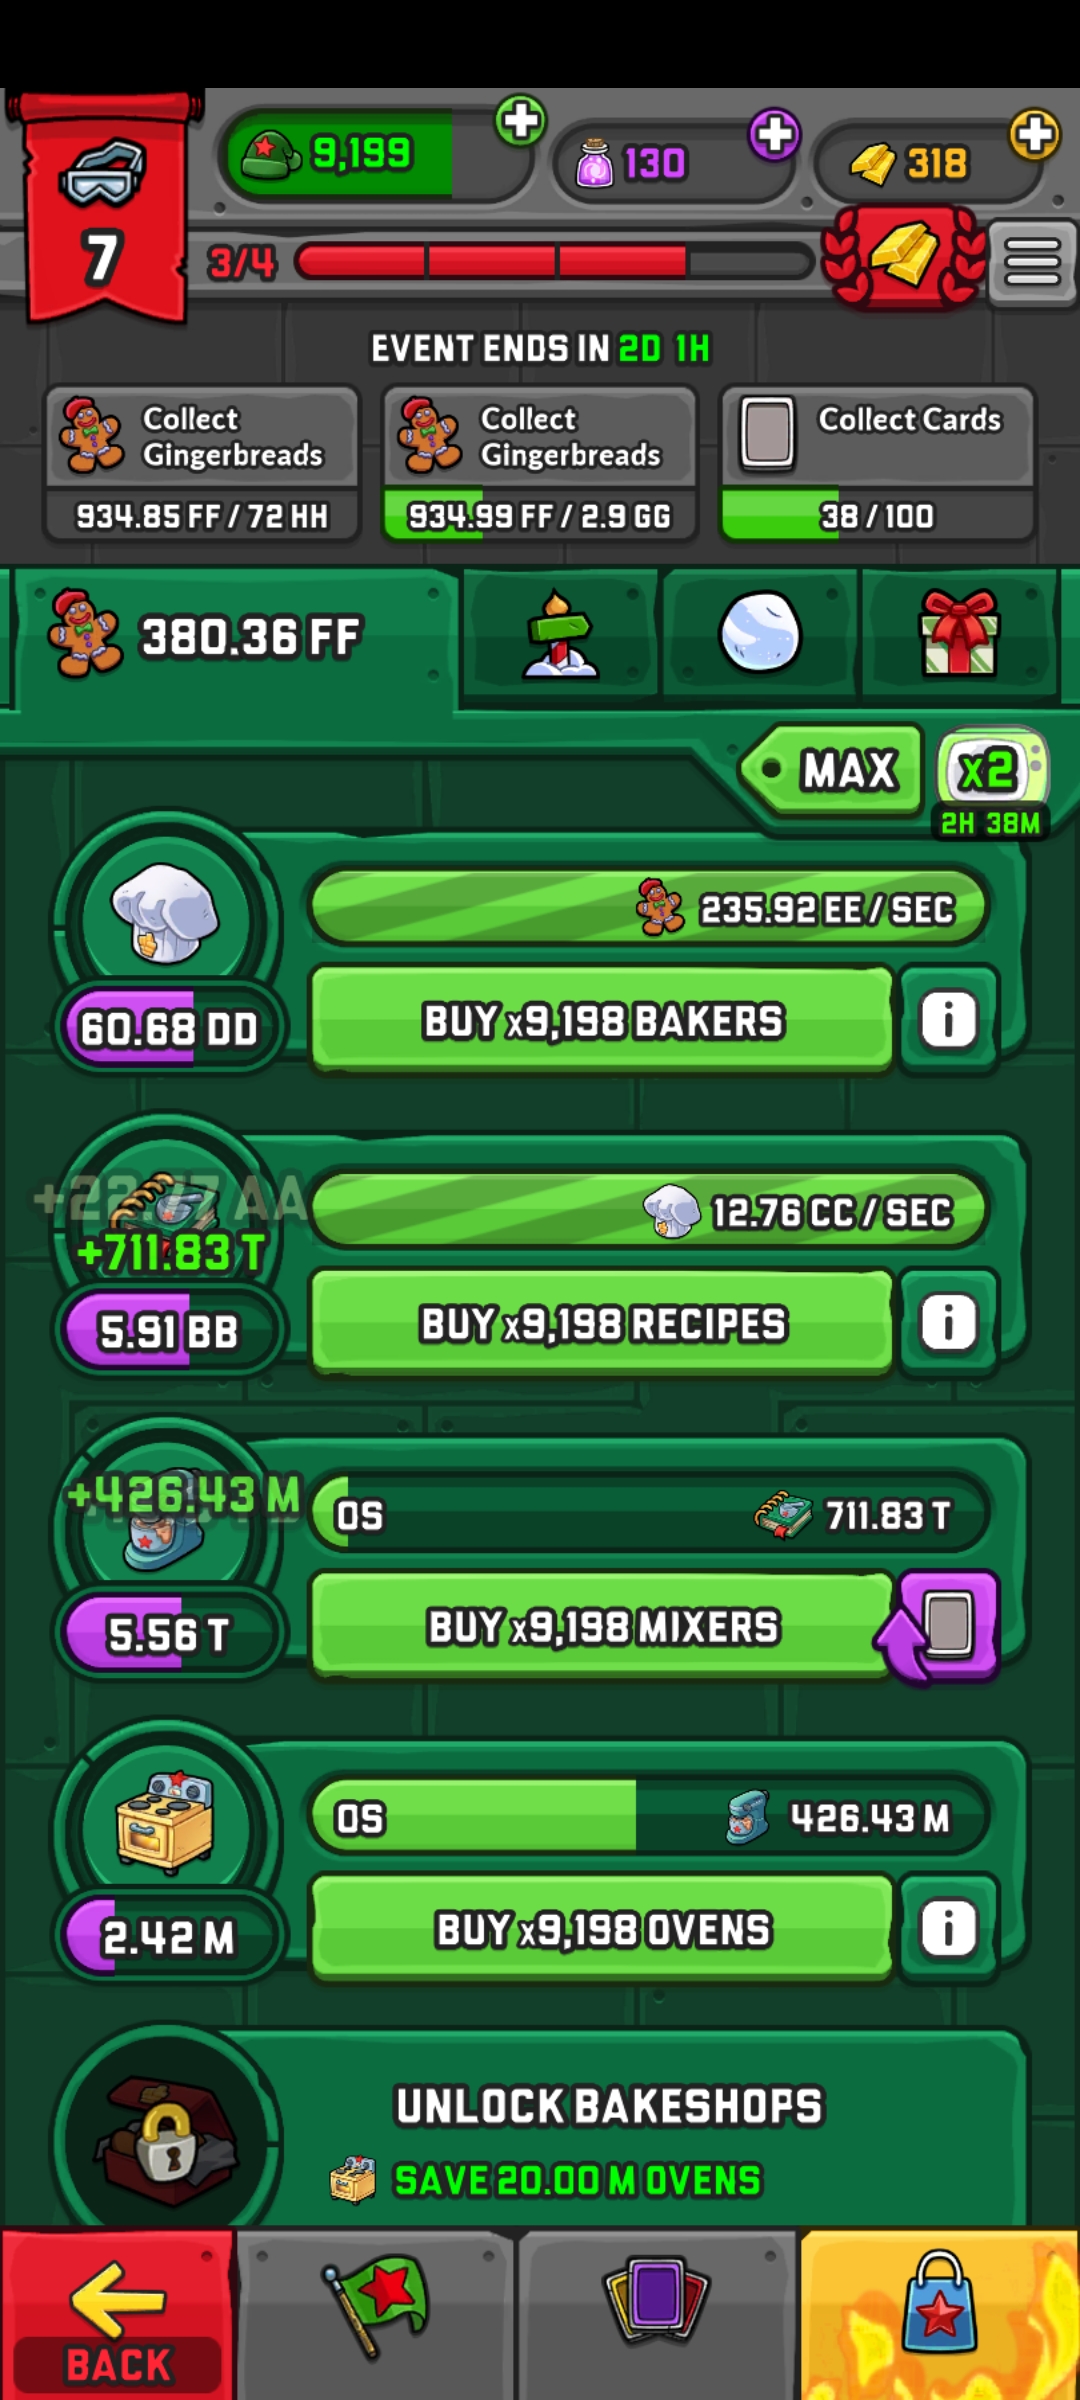 9,199
130
318
7
3/4
EVENT ENDS IN 2D 1H
Collect
Gingerbreads
934.85 FF / 72 HH
Collect
Gingerbreads
934.99 FF / 2.9 GG
Collect Cards
38 / 100
380.36 FF
MAX
x2
2H 38M
235.92 EE / SEC
60.68 DD
BUY x9,198 BAKERS
i
+22.77 AA
+711.83 T
12.76 CC / SEC
5.91 BB
BUY x9,198 RECIPES
i
+426.43 M
0S
711.83 T
5.56 T
BUY x9,198 MIXERS
0S
426.43 M
2.42 M
BUY x9,198 OVENS
i
UNLOCK BAKESHOPS
SAVE 20.00 M OVENS
BACK